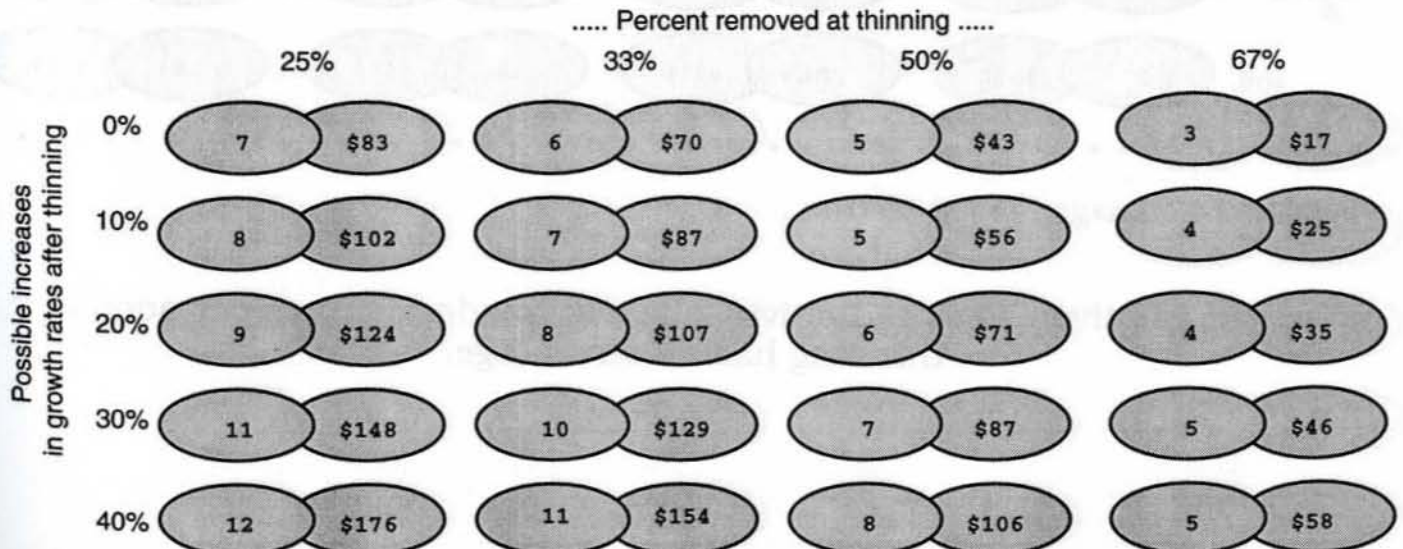 ..... Percent removed at thinning .....
25% 33% 50% 67%
Possible increases
in growth rates after thinning
0% 7 $83 6 $70 5 $43 3 $17
10% 8 $102 7 $87 5 $56 4 $25
20% 9 $124 8 $107 6 $71 4 $35
30% 11 $148 10 $129 7 $87 5 $46
40% 12 $176 11 $154 8 $106 5 $58